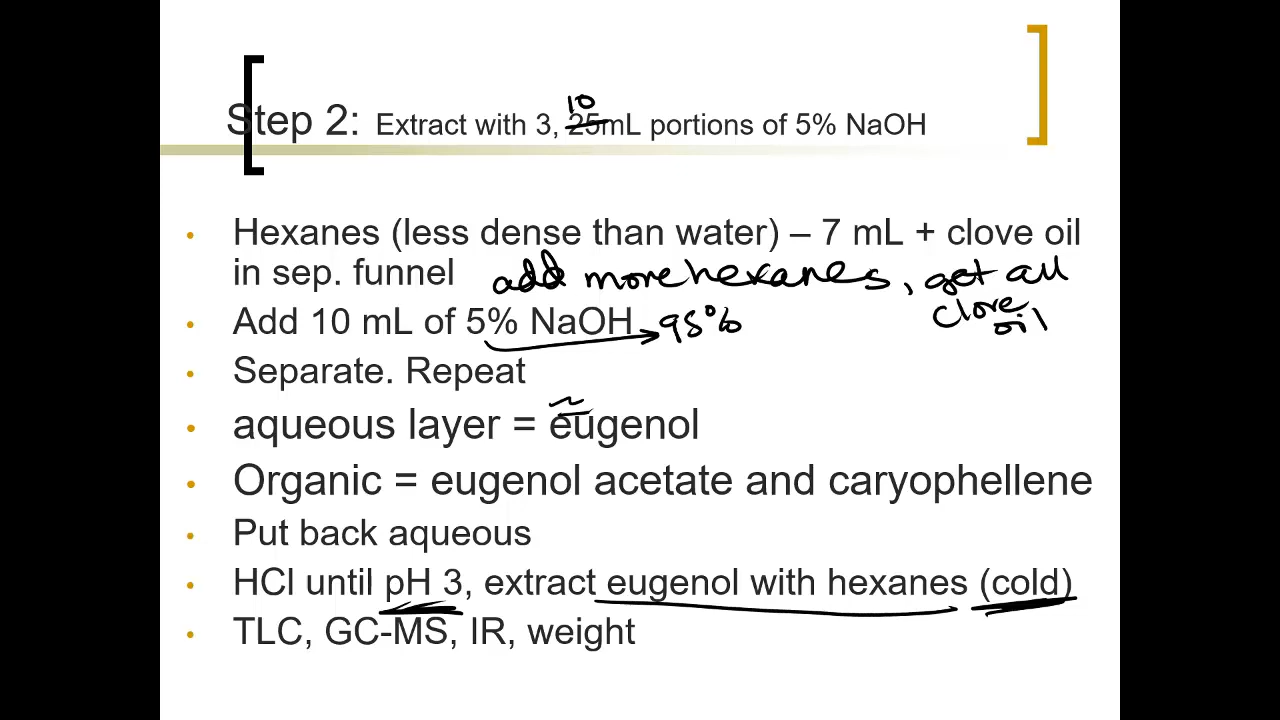 10
Step 2: Extract with 3, 25mL portions of 5% NaOH
• Hexanes (less dense than water) – 7 mL + clove oil
in sep. funnel add more hexanes, get all
clove
oil
• Add 10 mL of 5% NaOH → 95%
• Separate. Repeat
• aqueous layer = eugenol
• Organic = eugenol acetate and caryophellene
• Put back aqueous
• HCl until pH 3, extract eugenol with hexanes (cold)
• TLC, GC-MS, IR, weight